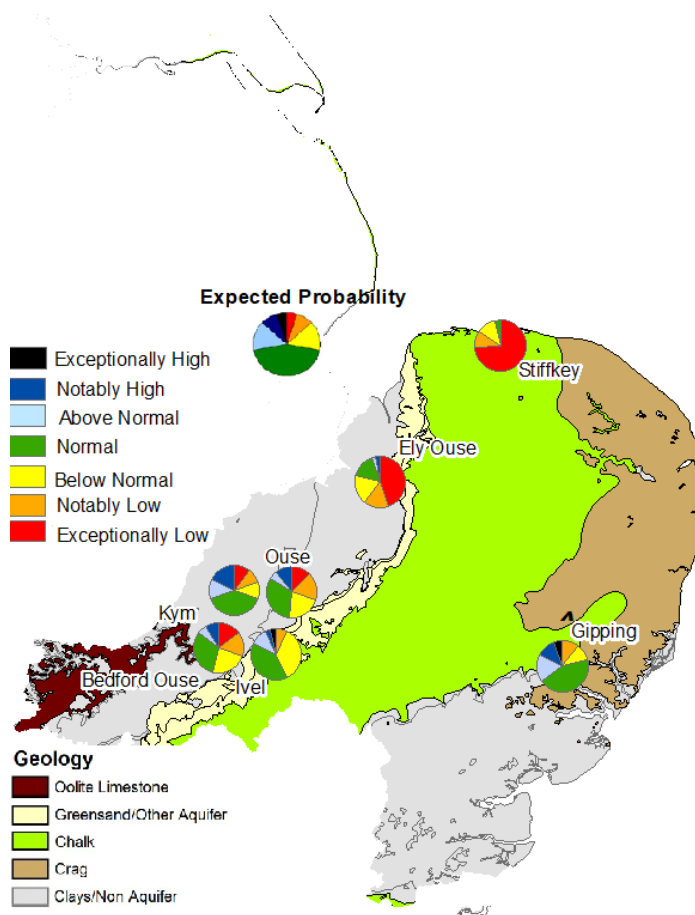 Expected Probability
Exceptionally High
Notably High
Above Normal
Normal
Below Normal
Notably Low
Exceptionally Low
Stiffkey
Ely Ouse
Ouse
Kym
Gipping
Bedford Ouse
Ivel
Geology
Oolite Limestone
Greensand/Other Aquifer
Chalk
Crag
Clays/Non Aquifer